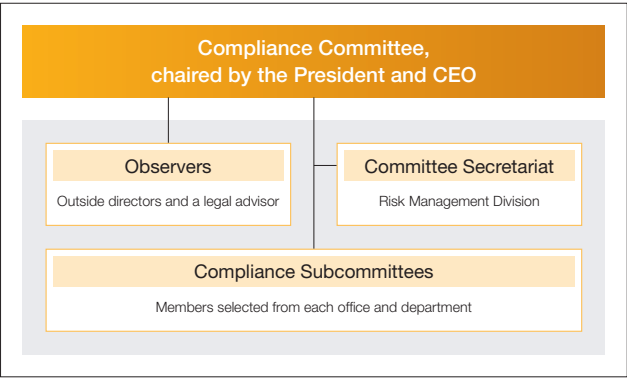 Compliance Committee,
chaired by the President and CEO
Observers
Outside directors and a legal advisor
Committee Secretariat
Risk Management Division
Compliance Subcommittees
Members selected from each office and department